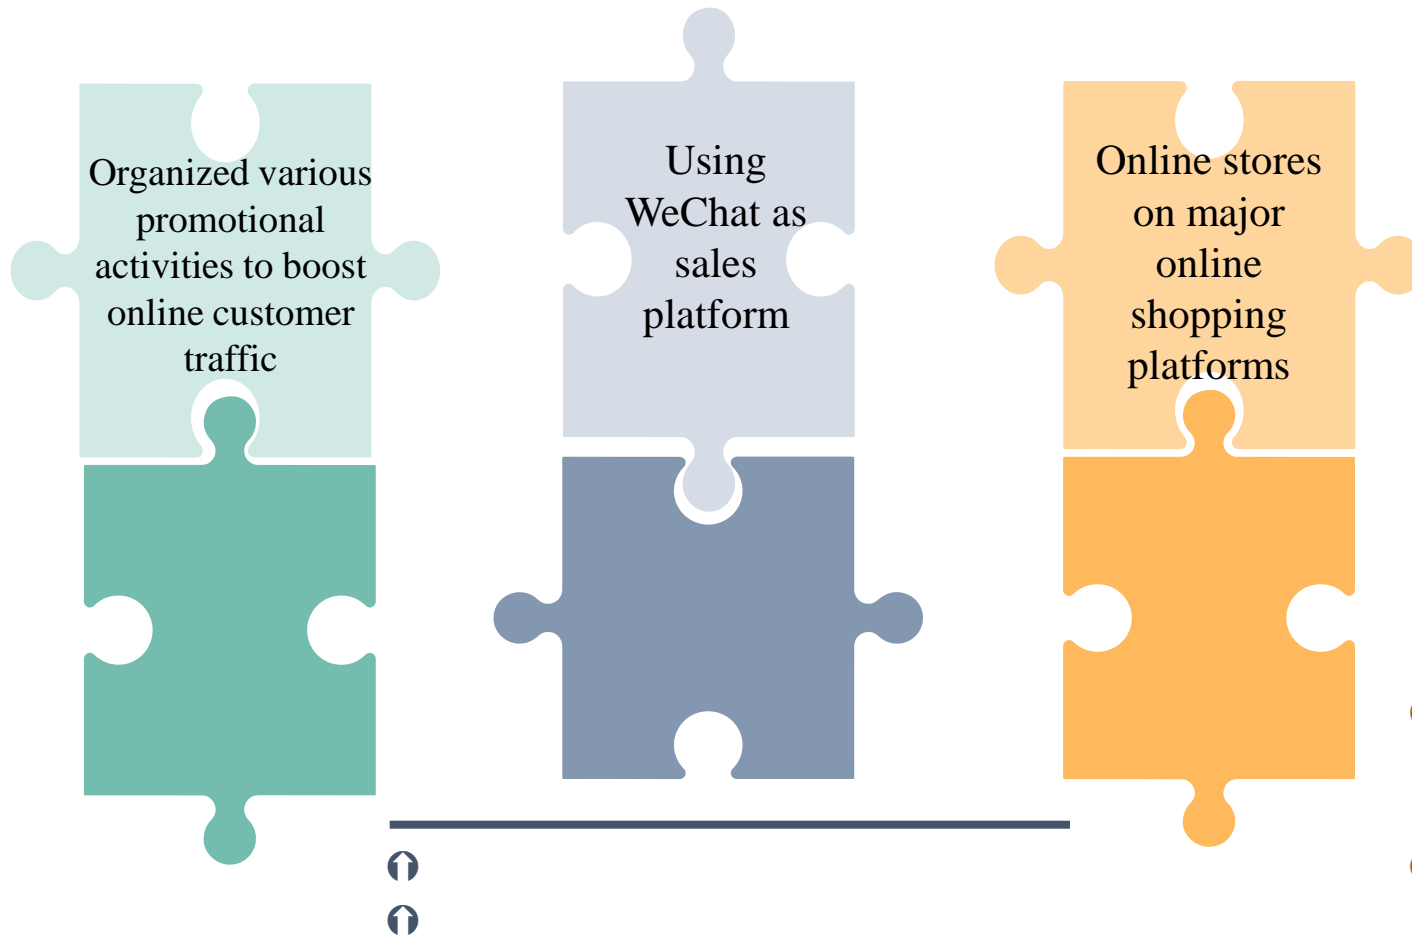 Organized various
promotional
activities to boost
online customer
traffic
Using
WeChat as
sales
platform
Online stores
on major
online
shopping
platforms